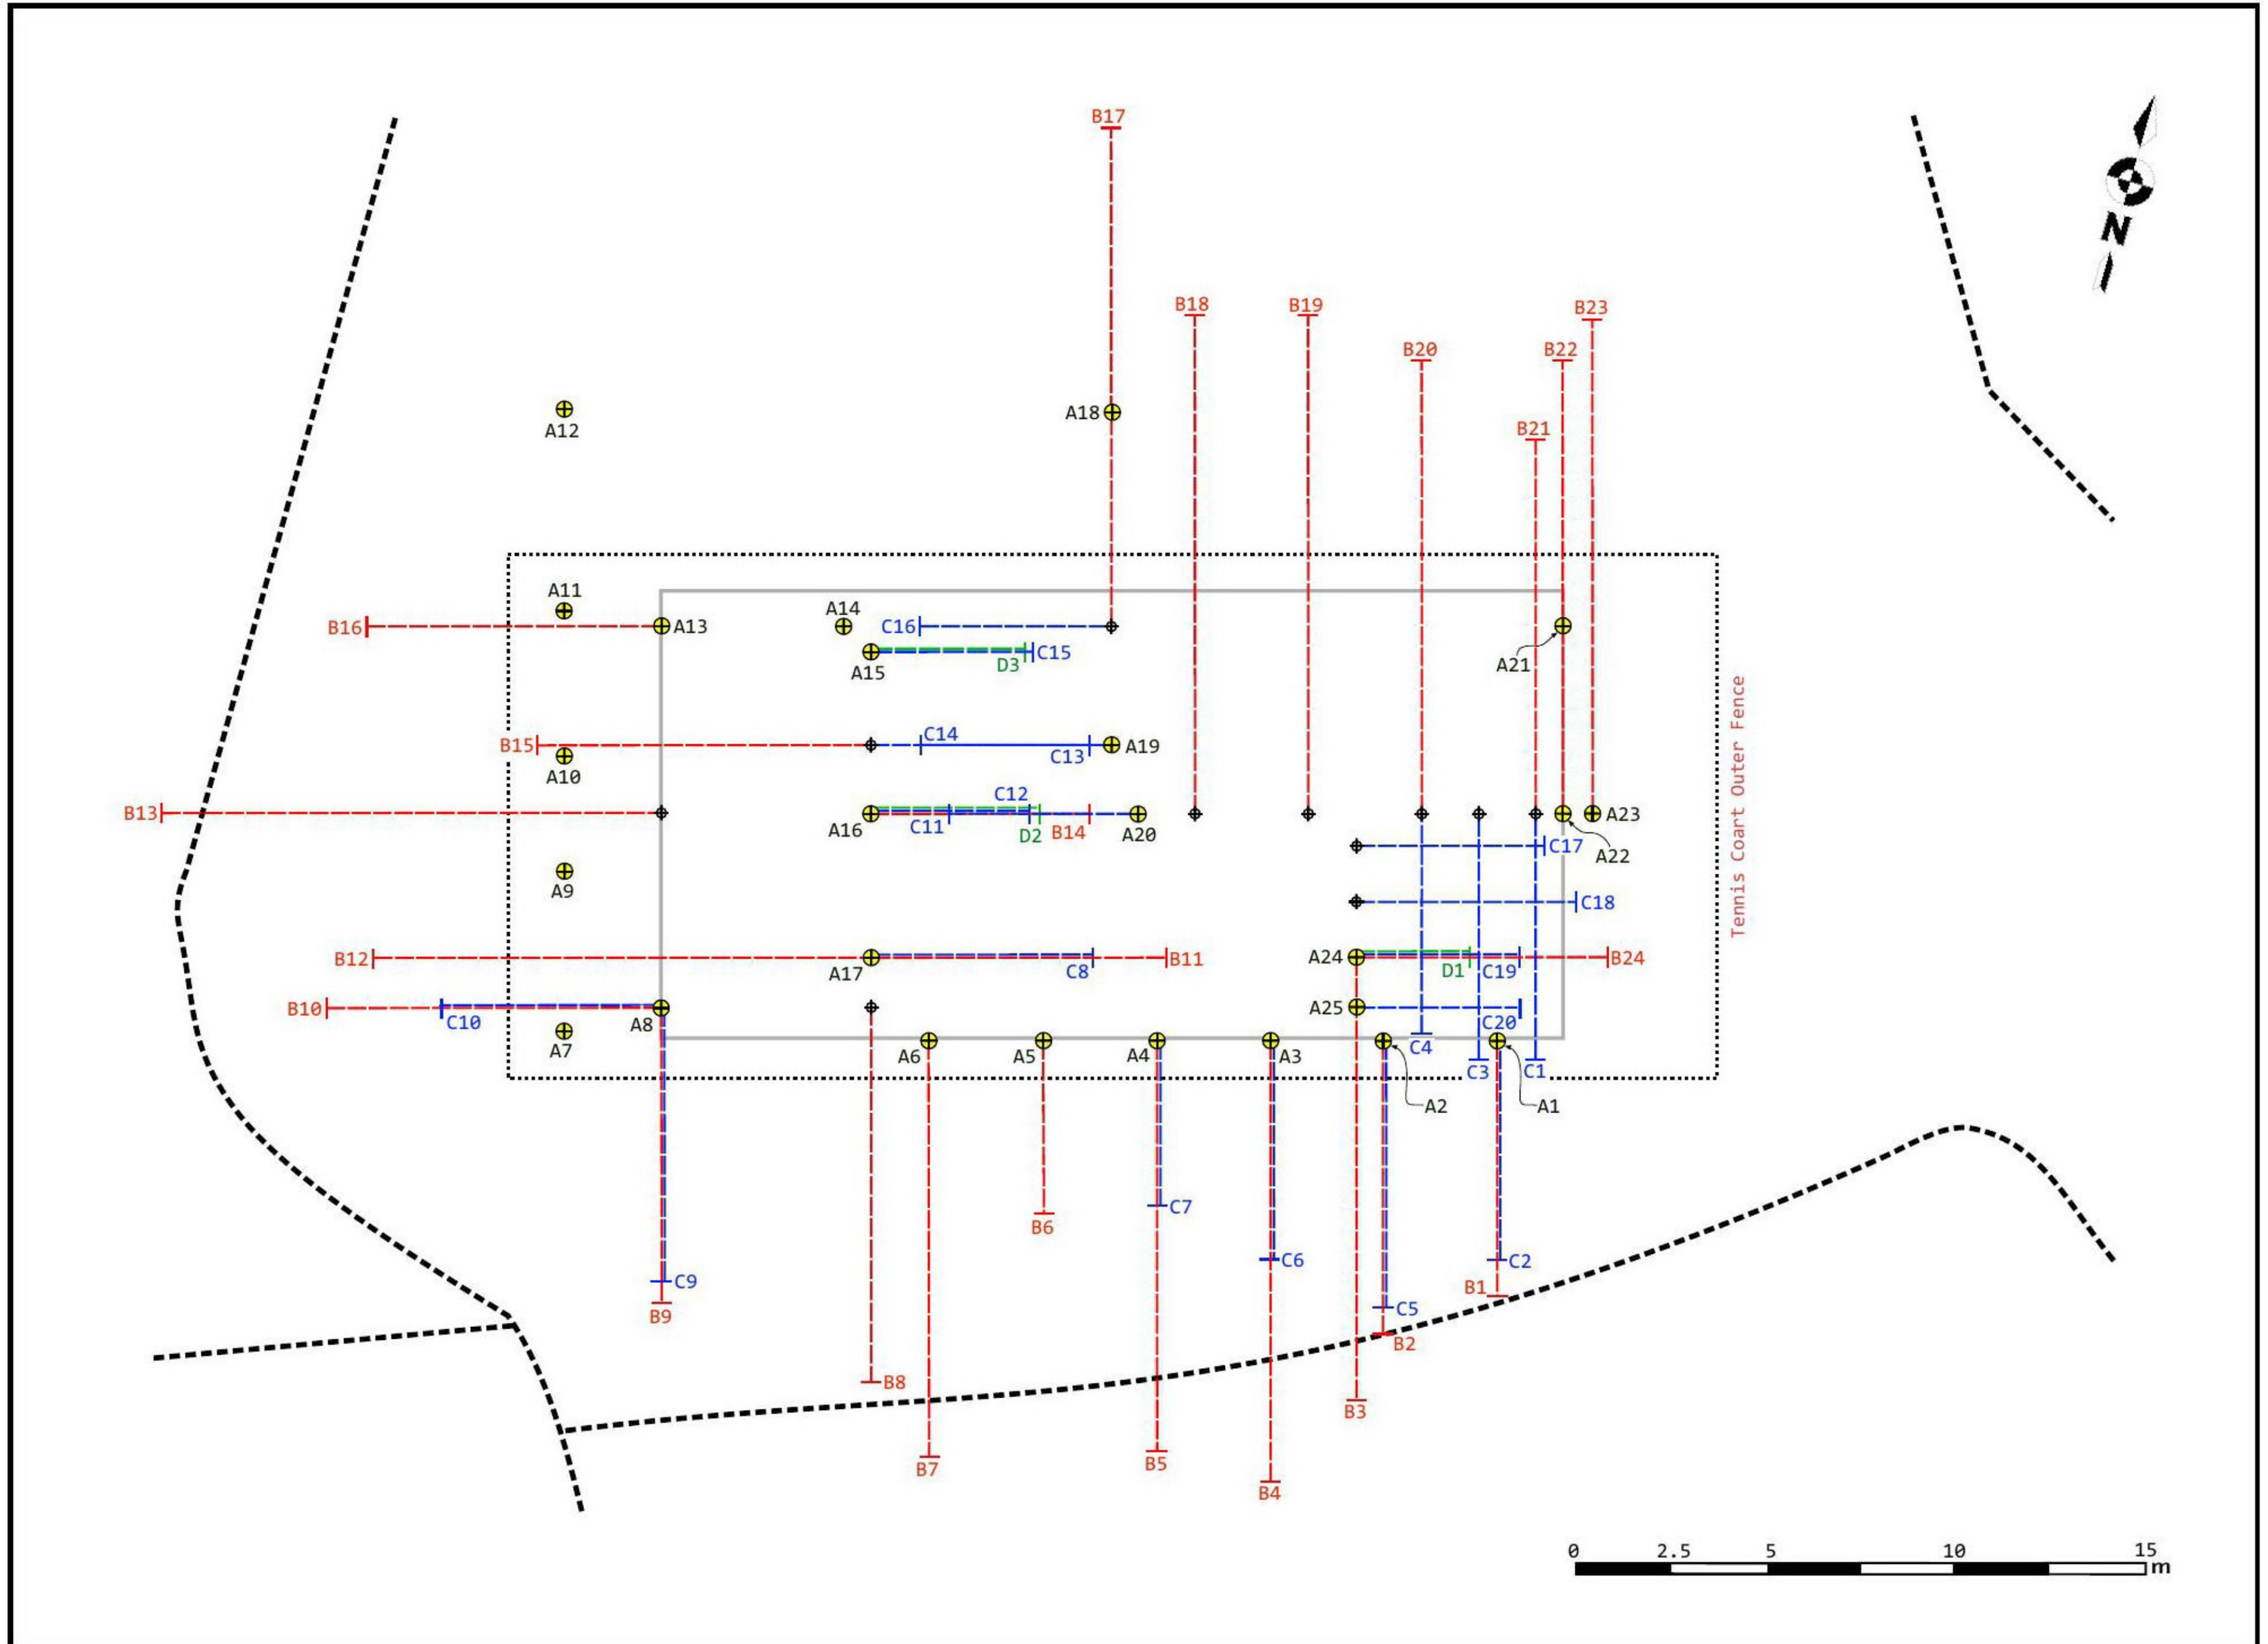 B17
B18
B19
B23
N
B20
B22
B21
A12
A18
A11
A14
B16
A13
C16
D3
C15
A15
A21
C14
B15
C13
A19
A10
C12
B13
A16
C11
D2
B14
A20
A23
C17
A22
A9
C18
Tennis Coart Outer Fence
B12
A17
C8
B11
A24
D1
C19
B24
B10
C10
A8
A7
A25
C20
A6
A5
A4
A3
C4
C3
C1
A2
A1
C7
B6
C6
C2
C9
B1
B9
C5
B2
B8
B3
B7
B5
B4
0 2.5 5 10 15
m